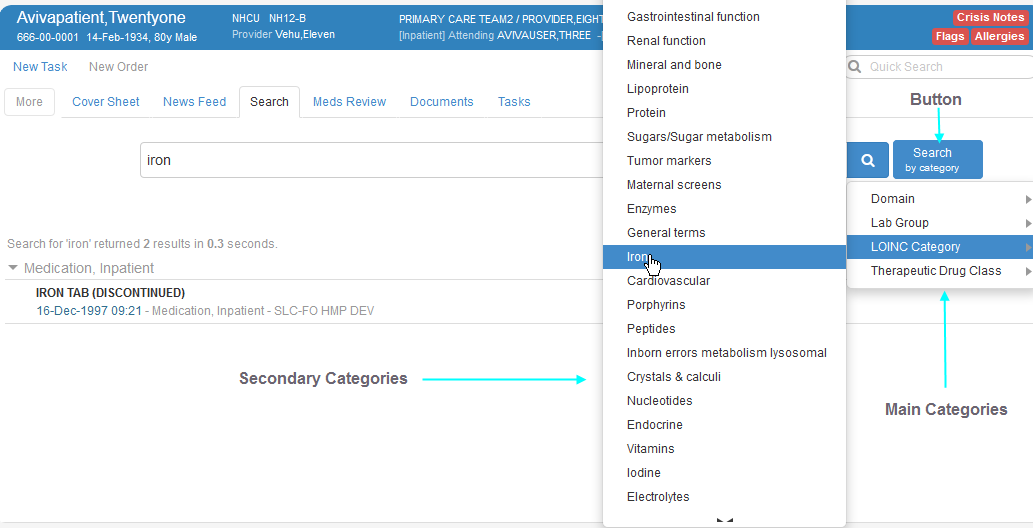 Avivapatient,Twentyone
666-00-0001 14-Feb-1934, 80y Male
NHCU NH12-B
Provider Vehu,Eleven
PRIMARY CARE TEAM2 / PROVIDER,EIGHT
[Inpatient] Attending AVIVAUSER,THREE -
Crisis Notes
Flags Allergies
New Task New Order
Quick Search
More Cover Sheet News Feed Search Meds Review Documents Tasks
Button
iron
Search
by category
Domain
Lab Group
LOINC Category
Therapeutic Drug Class
Search for 'iron' returned 2 results in 0.3 seconds.
Medication, Inpatient
IRON TAB (DISCONTINUED)
16-Dec-1997 09:21 - Medication, Inpatient - SLC-FO HMP DEV
Secondary Categories
Main Categories
Gastrointestinal function
Renal function
Mineral and bone
Lipoprotein
Protein
Sugars/Sugar metabolism
Tumor markers
Maternal screens
Enzymes
General terms
Iron
Cardiovascular
Porphyrins
Peptides
Inborn errors metabolism lysosomal
Crystals & calculi
Nucleotides
Endocrine
Vitamins
Iodine
Electrolytes